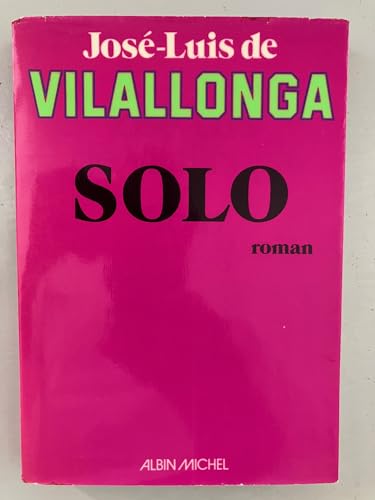 José-Luis de
VILALLONGA
SOLO
roman
ALBIN MICHEL